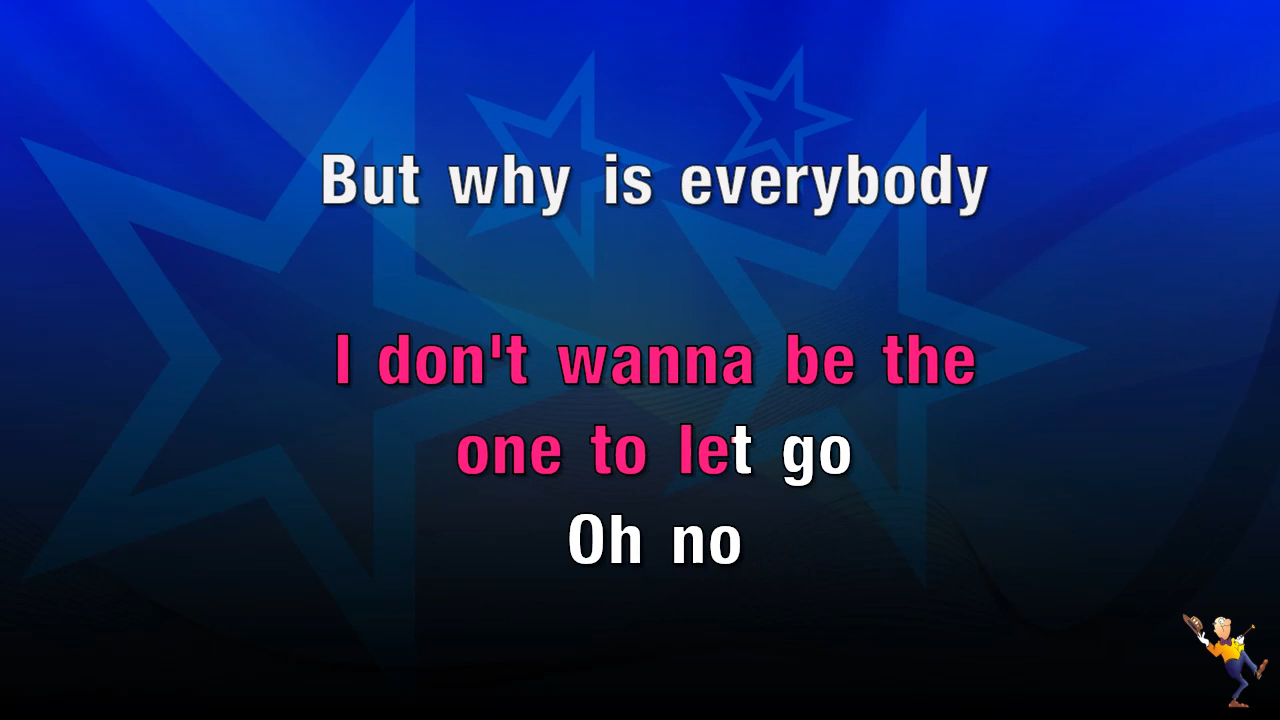 But why is everybody
I don't wanna be the
one to let go
Oh no